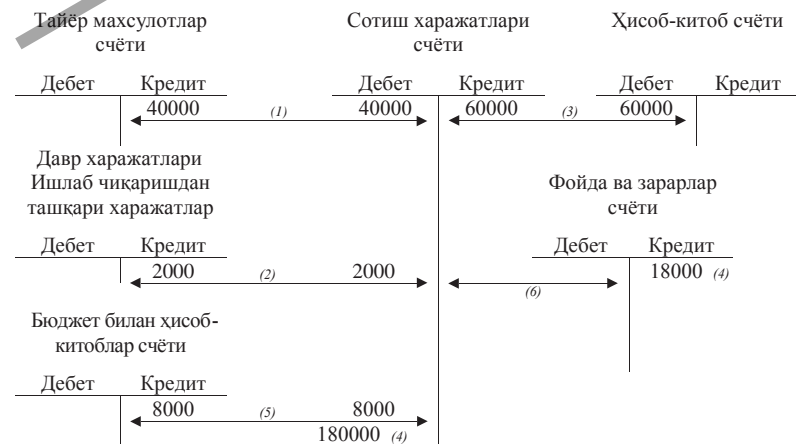 Тайёр махсулотлар счёти
Сотиш харажатлари счёти
Ҳисоб-китоб счёти
Дебет Кредит Дебет Кредит Дебет Кредит
40000 (1) 40000 60000 (3) 60000
Давр харажатлари
Ишлаб чиқаришдан
ташқари харажатлар
Фойда ва зарарлар
счёти
Дебет Кредит Дебет Кредит
2000 (2) 2000 (6) 18000 (4)
Бюджет билан ҳисоб-
китоблар счёти
Дебет Кредит
8000 (5) 8000
180000 (4)